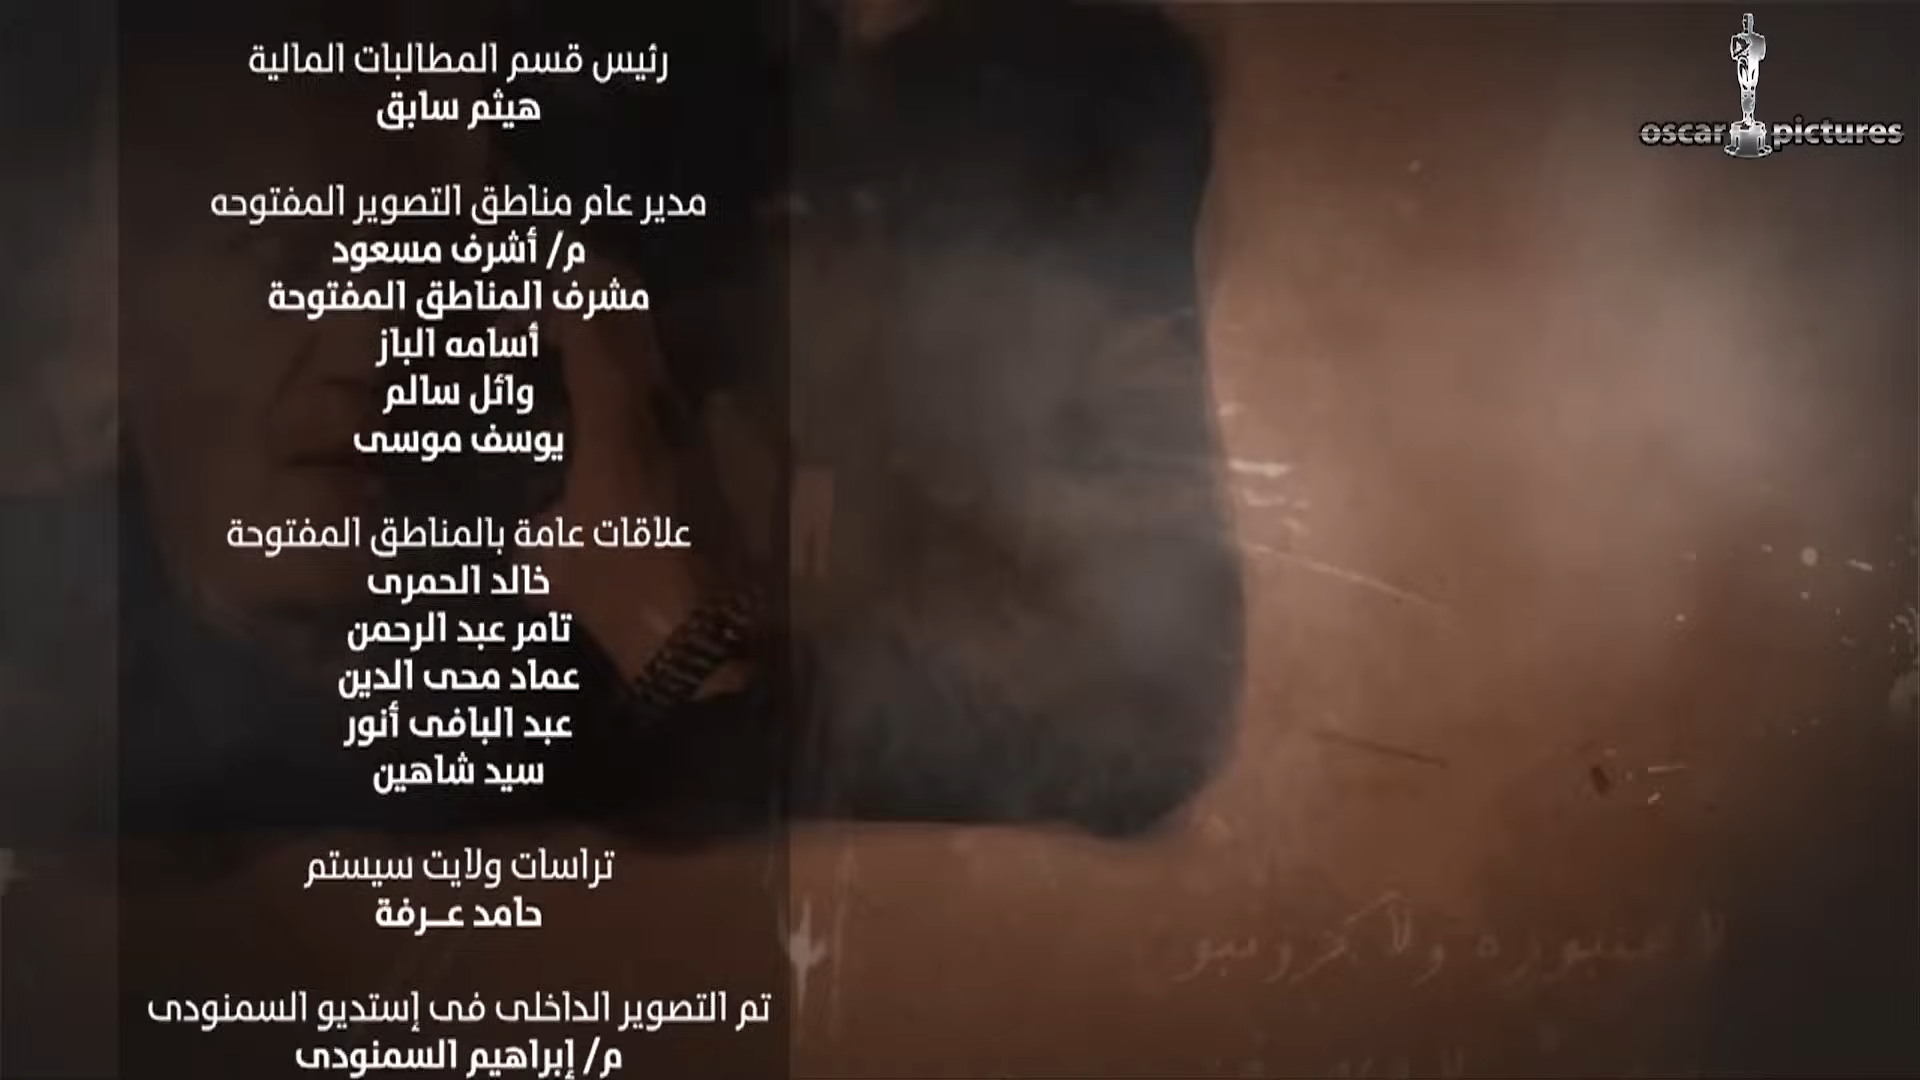 رئيس قسم المطالبات المالية
هيثم سابق
مدير عام مناطق التصوير المفتوحه
م/ أشرف مسعود
مشرف المناطق المفتوحة
أسامه الباز
وائل سالم
يوسف موسى
علاقات عامة بالمناطق المفتوحة
خالد الحمرى
تامر عبد الرحمن
عماد محى الدين
عبد البافى أنور
سيد شاهين
تراسات ولايت سيستم
حامد عـرفة
تم التصوير الداخلى فى إستديو السمنودى
م/ إبراهيم السمنودى
oscar pictures